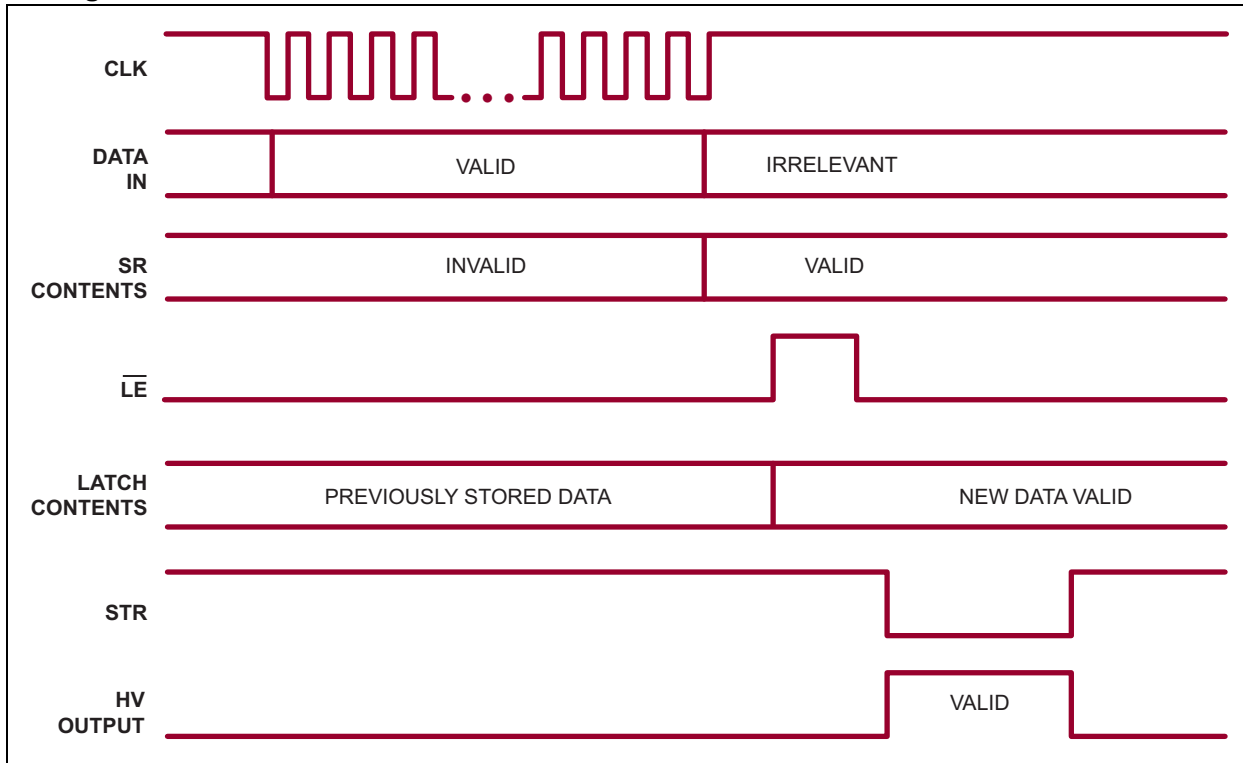 CLK
DATA
IN
VALID
IRRELEVANT
SR
CONTENTS
INVALID
VALID
L̅E̅
LATCH
CONTENTS
PREVIOUSLY STORED DATA
NEW DATA VALID
STR
HV
OUTPUT
VALID